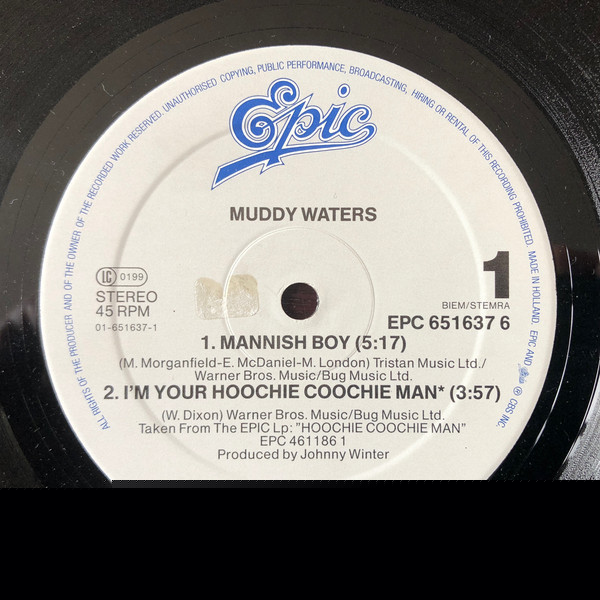 ALL RIGHTS OF THE PRODUCER AND OF THE OWNER OF THE RECORDED WORK RESERVED. UNAUTHORISED COPYING, PUBLIC PERFORMANCE, BROADCASTING, HIRING OR RENTAL OF THIS RECORDING PROHIBITED. MADE IN HOLLAND. EPIC AND ℗ CBS INC.
Epic
MUDDY WATERS
LC 0199
1
STEREO
BIEM/STEMRA
45 RPM
EPC 651637 6
01-651637-1
1. MANNISH BOY (5:17)
(M. Morganfield-E. McDaniel-M. London) Tristan Music Ltd./
Warner Bros. Music/Bug Music Ltd.
2. I'M YOUR HOOCHIE COOCHIE MAN* (3:57)
(W. Dixon) Warner Bros. Music/Bug Music Ltd.
Taken From The EPIC Lp: "HOOCHIE COOCHIE MAN"
EPC 461186 1
Produced by Johnny Winter